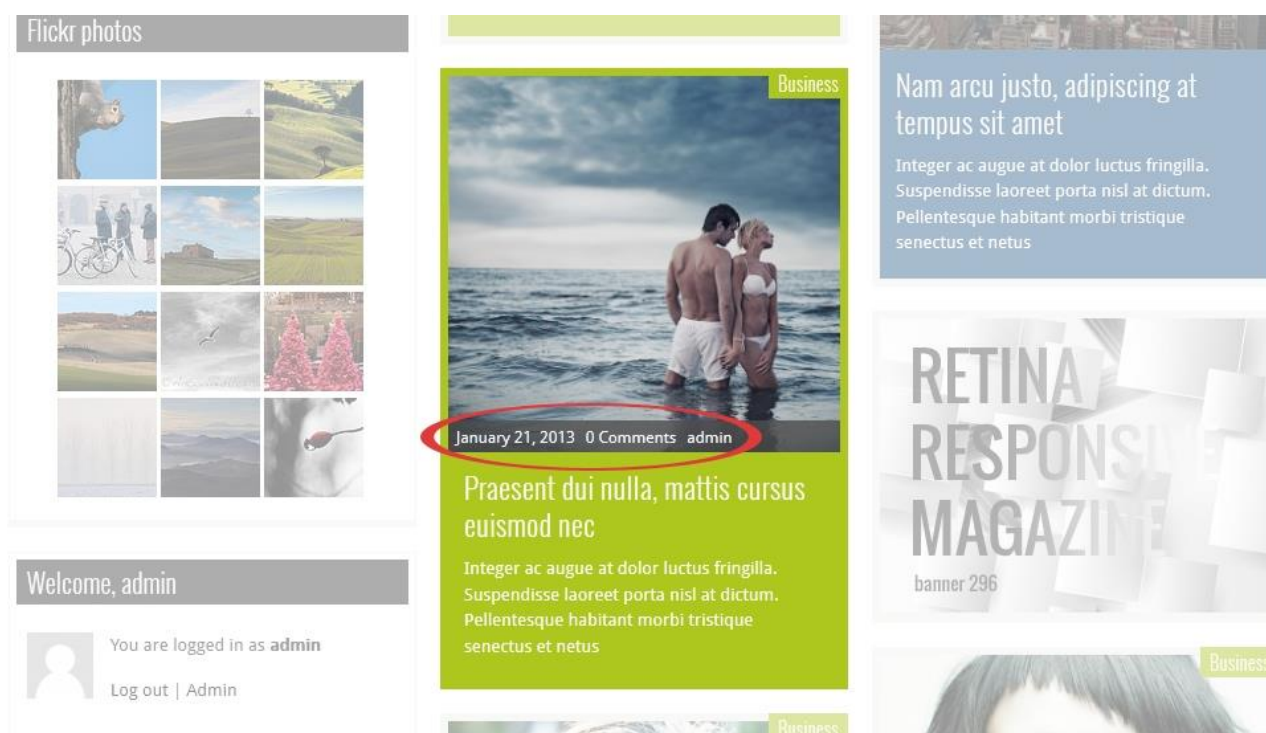 Flickr photos
Welcome, admin
You are logged in as admin
Log out | Admin
Business
January 21, 2013 0 Comments admin
Praesent dui nulla, mattis cursus
euismod nec
Integer ac augue at dolor luctus fringilla.
Suspendisse laoreet porta nisl at dictum.
Pellentesque habitant morbi tristique
senectus et netus
Business
Nam arcu justo, adipiscing at
tempus sit amet
Integer ac augue at dolor luctus fringilla.
Suspendisse laoreet porta nisl at dictum.
Pellentesque habitant morbi tristique
senectus et netus
RETINA
RESPONSIVE
MAGAZINE
banner 296
Business